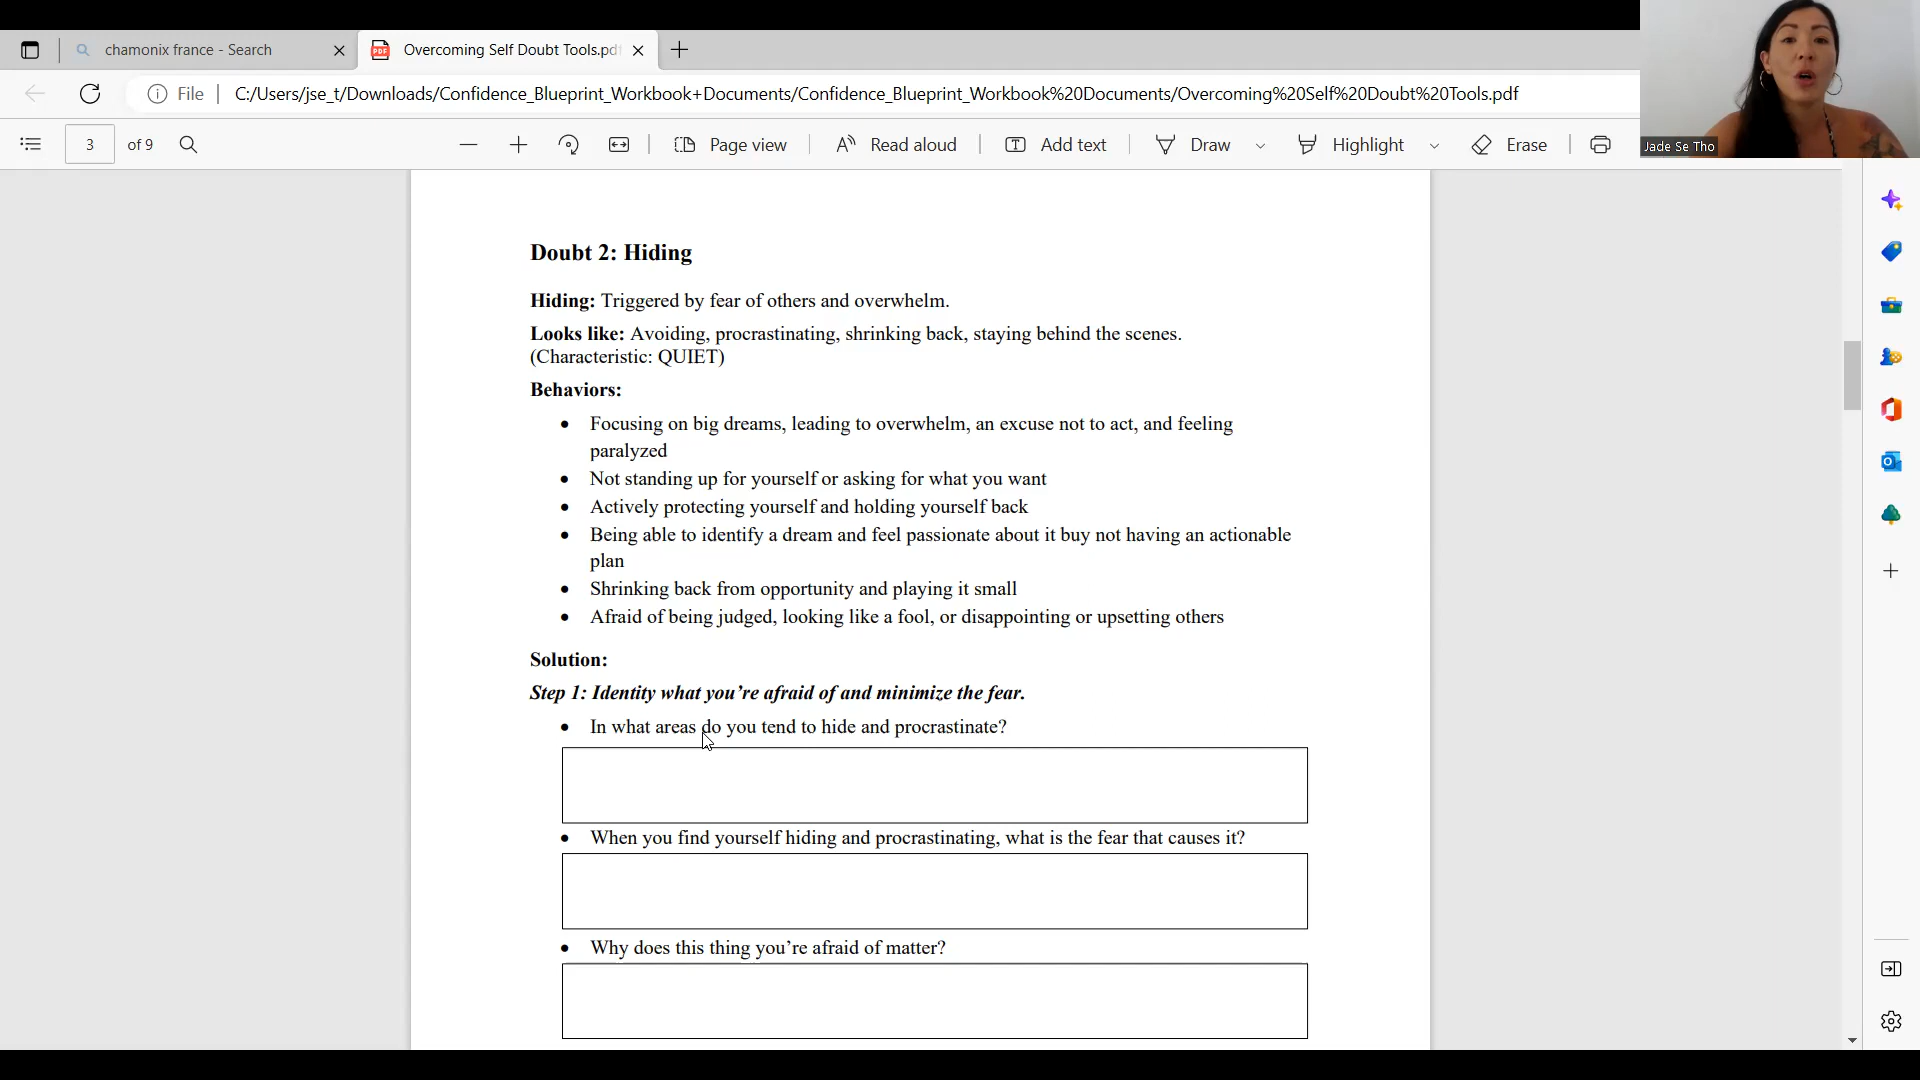 chamonix france - Search
Overcoming Self Doubt Tools.pdf
File
C:/Users/jse_t/Downloads/Confidence_Blueprint_Workbook+Documents/Confidence_Blueprint_Workbook%20Documents/Overcoming%20Self%20Doubt%20Tools.pdf
3 of 9
Page view
Read aloud
Add text
Draw
Highlight
Erase
Jade Se Tho
Doubt 2: Hiding
Hiding: Triggered by fear of others and overwhelm.
Looks like: Avoiding, procrastinating, shrinking back, staying behind the scenes.
(Characteristic: QUIET)
Behaviors:
• Focusing on big dreams, leading to overwhelm, an excuse not to act, and feeling
paralyzed
• Not standing up for yourself or asking for what you want
• Actively protecting yourself and holding yourself back
• Being able to identify a dream and feel passionate about it buy not having an actionable
plan
• Shrinking back from opportunity and playing it small
• Afraid of being judged, looking like a fool, or disappointing or upsetting others
Solution:
Step 1: Identity what you’re afraid of and minimize the fear.
• In what areas do you tend to hide and procrastinate?
• When you find yourself hiding and procrastinating, what is the fear that causes it?
• Why does this thing you’re afraid of matter?